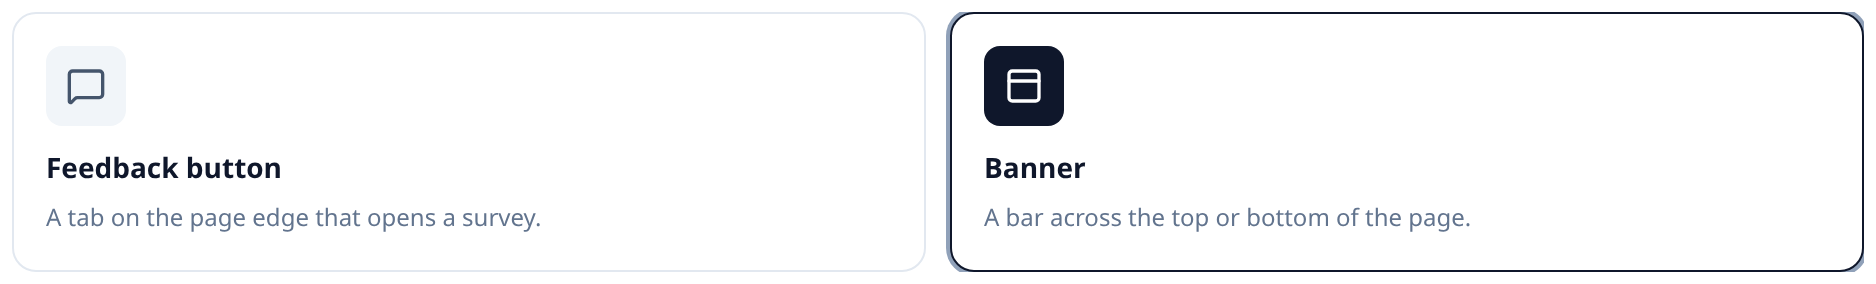 Feedback button
A tab on the page edge that opens a survey.
Banner
A bar across the top or bottom of the page.